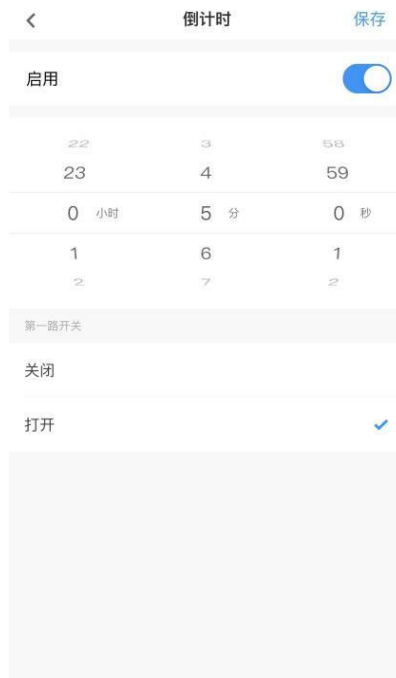 倒计时 保存
启用
22 3 58
23 4 59
0 小时 5 分 0 秒
1 6 1
2 7 2
第一路开关
关闭
打开